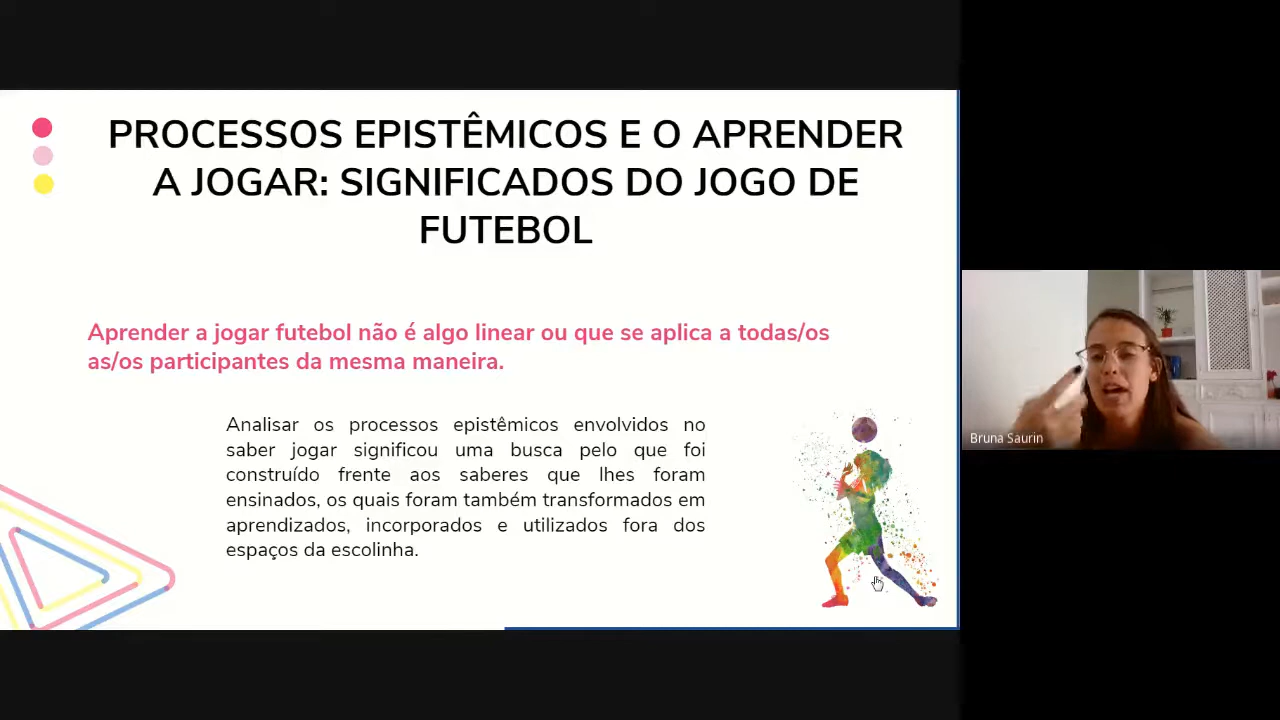 PROCESSOS EPISTÊMICOS E O APRENDER
A JOGAR: SIGNIFICADOS DO JOGO DE
FUTEBOL
Aprender a jogar futebol não é algo linear ou que se aplica a todas/os
as/os participantes da mesma maneira.
Analisar os processos epistêmicos envolvidos no
saber jogar significou uma busca pelo que foi
construído frente aos saberes que lhes foram
ensinados, os quais foram também transformados em
aprendizados, incorporados e utilizados fora dos
espaços da escolinha.
Bruna Saurin